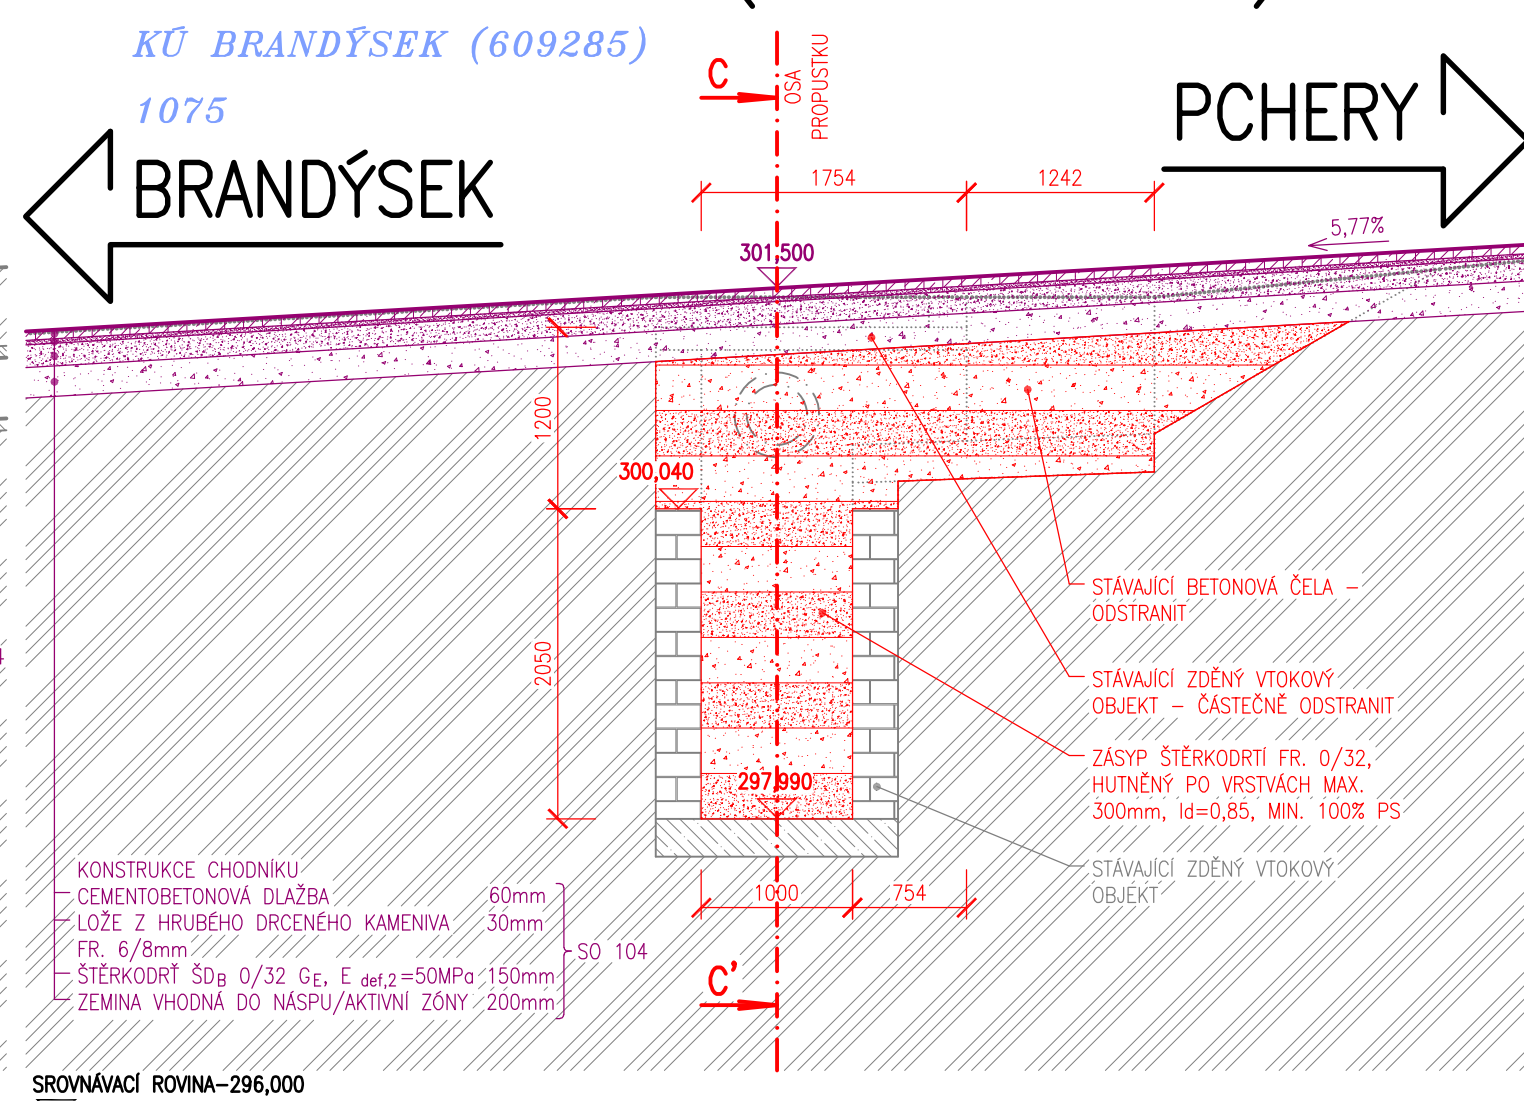 KÚ BRANDÝSEK (609285)
1075
BRANDÝSEK
C
OSA
PROPUSTKU
PCHERY
1754
1242
5,77%
301,500
1200
300,040
2050
297,990
STÁVAJÍCÍ BETONOVÁ ČELA –
ODSTRANIT
STÁVAJÍCÍ ZDĚNÝ VTOKOVÝ
OBJEKT – ČÁSTEČNĚ ODSTRANIT
ZÁSYP ŠTĚRKODRTÍ FR. 0/32,
HUTNĚNÝ PO VRSTVÁCH MAX.
300mm, Id=0,85, MIN. 100% PS
STÁVAJÍCÍ ZDĚNÝ VTOKOVÝ
OBJEKT
1000
754
KONSTRUKCE CHODNÍKU
CEMENTOBETONOVÁ DLAŽBA 60mm
LOŽE Z HRUBÉHO DRCENÉHO KAMENIVA 30mm
FR. 6/8mm
ŠTĚRKODRŤ ŠDB 0/32 GE, E def,2=50MPa 150mm
ZEMINA VHODNÁ DO NÁSPU/AKTIVNÍ ZÓNY 200mm
SO 104
C'
SROVNÁVACÍ ROVINA–296,000